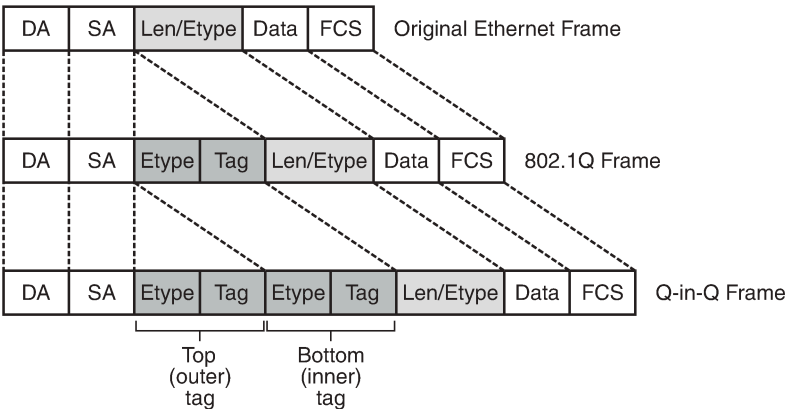 DA SA Len/Etype Data FCS Original Ethernet Frame
DA SA Etype Tag Len/Etype Data FCS 802.1Q Frame
DA SA Etype Tag Etype Tag Len/Etype Data FCS Q-in-Q Frame
Top
(outer)
tag
Bottom
(inner)
tag